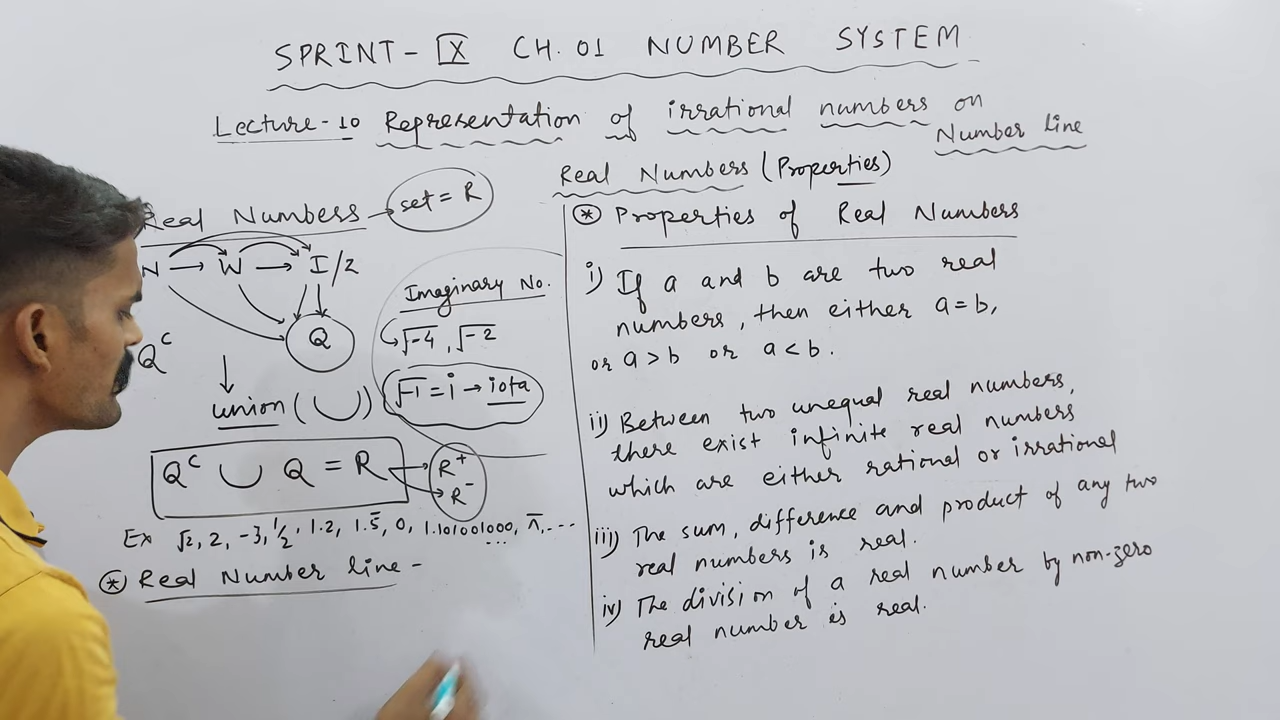 SPRINT-IX CH.01 NUMBER SYSTEM
Lecture-10 Representation of irrational numbers on
Number line
Real Numbers (Properties)
Real Numbers → set = R
N → W → I/Z
Q
Q^C
union (∪)
Imaginary No.
√-4, √-2
√-1 = i → iota
Q^C ∪ Q = R
R+
R-
Ex √2, 2, -3, 1/2, 1.2, 1.5̅, 0, 1.101001000..., π, ...
* Real Number line -
* Properties of Real Numbers
i) If a and b are two real
numbers, then either a=b,
or a>b or a<b.
ii) Between two unequal real numbers,
there exist infinite real numbers
which are either rational or irrational
iii) The sum, difference and product of any two
real numbers is real.
iv) The division of a real number by non-zero
real number is real.